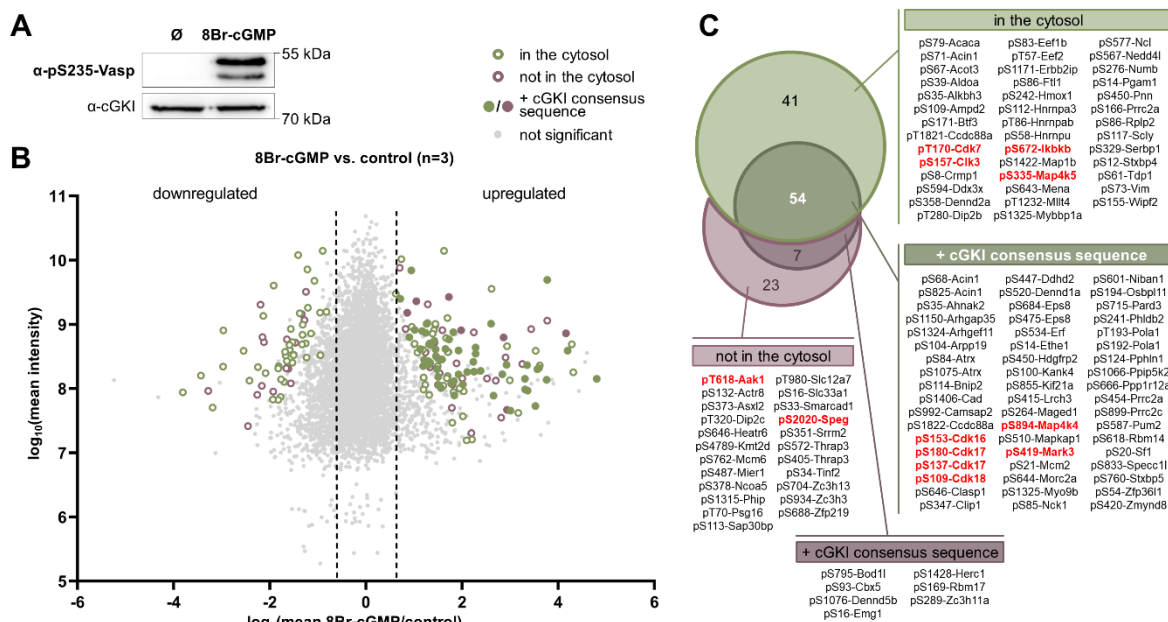 A
Ø
8Br-cGMP
α-pS235-Vasp
55 kDa
α-cGKI
70 kDa
in the cytosol
not in the cytosol
/
+ cGKI consensus
sequence
not significant
B
8Br-cGMP vs. control (n=3)
downregulated
upregulated
log10(mean intensity)
11
10
9
8
7
6
5
-6
-4
-2
0
2
4
6
(mean 8Br-cGMP/control)
C
41
54
7
23
in the cytosol
pS79-Acaca
pS71-Acin1
pS67-Acot3
pS39-Aldoa
pS35-Alkbh3
pS109-Ampd2
pS171-Btf3
pT1821-Ccdc88a
pT170-Cdk7
pS157-Clk3
pS8-Crmp1
pS594-Ddx3x
pS358-Dennd2a
pT280-Dip2b
pS83-Eef1b
pT57-Eef2
pS1171-Erbb2ip
pS86-Ftl1
pS242-Hmox1
pS112-Hnrnpa3
pT86-Hnrnpab
pS58-Hnrnpu
pS672-Ikbkb
pS1422-Map1b
pS335-Map4k5
pS643-Mena
pT1232-Mllt4
pS1325-Mybbp1a
pS577-Ncl
pS567-Nedd4l
pS276-Numb
pS14-Pgam1
pS450-Pnn
pS166-Prrc2a
pS86-Rplp2
pS117-Scly
pS329-Serbp1
pS12-Stxbp4
pS61-Tdp1
pS73-Vim
pS155-Wipf2
+ cGKI consensus sequence
pS68-Acin1
pS825-Acin1
pS35-Ahnak2
pS1150-Arhgap35
pS1324-Arhgef11
pS104-Arpp19
pS84-Atrx
pS1075-Atrx
pS114-Bnip2
pS1406-Cad
pS992-Camsap2
pS1822-Ccdc88a
pS153-Cdk16
pS180-Cdk17
pS137-Cdk17
pS109-Cdk18
pS646-Clasp1
pS347-Clip1
pS447-Ddhd2
pS520-Dennd1a
pS684-Eps8
pS475-Eps8
pS534-Erf
pS14-Ethe1
pS450-Hdgfrp2
pS100-Kank4
pS855-Kif21a
pS415-Lrch3
pS264-Maged1
pS894-Map4k4
pS510-Mapkap1
pS419-Mark3
pS21-Mcm2
pS644-Morc2a
pS1325-Myo9b
pS85-Nck1
pS601-Niban1
pS194-Osbpl11
pS715-Pard3
pS241-Phldb2
pT193-Pola1
pS192-Pola1
pS124-Pphln1
pS1066-Ppip5k2
pS666-Ppp1r12a
pS454-Prrc2a
pS899-Prrc2c
pS587-Pum2
pS618-Rbm14
pS20-Sf1
pS833-Specc1l
pS760-Stxbp5
pS54-Zfp36l1
pS420-Zmynd8
not in the cytosol
pT618-Aak1
pS132-Actr8
pS373-Asxl2
pT320-Dip2c
pS646-Heatr6
pS4789-Kmt2d
pS762-Mcm6
pS487-Mier1
pS378-Ncoa5
pS1315-Phip
pT70-Psg16
pS113-Sap30bp
pT980-Slc12a7
pS16-Slc33a1
pS33-Smarcad1
pS2020-Speg
pS351-Srrm2
pS572-Thrap3
pS405-Thrap3
pS34-Tinf2
pS704-Zc3h13
pS934-Zc3h3
pS688-Zfp219
+ cGKI consensus sequence
pS795-Bod1l
pS93-Cbx5
pS1076-Dennd5b
pS16-Emg1
pS1428-Herc1
pS169-Rbm17
pS289-Zc3h11a